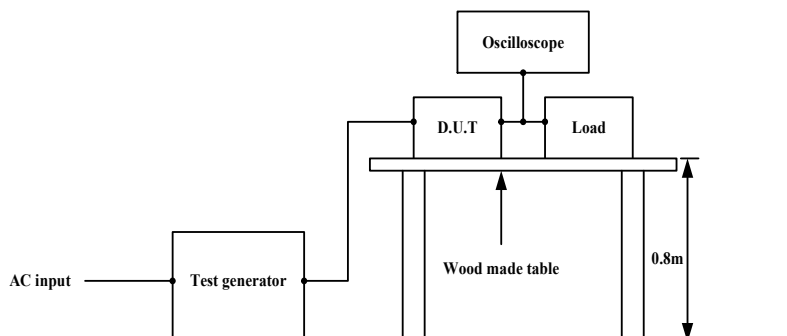 Oscilloscope
D.U.T
Load
0.8m
Wood made table
AC input
Test generator